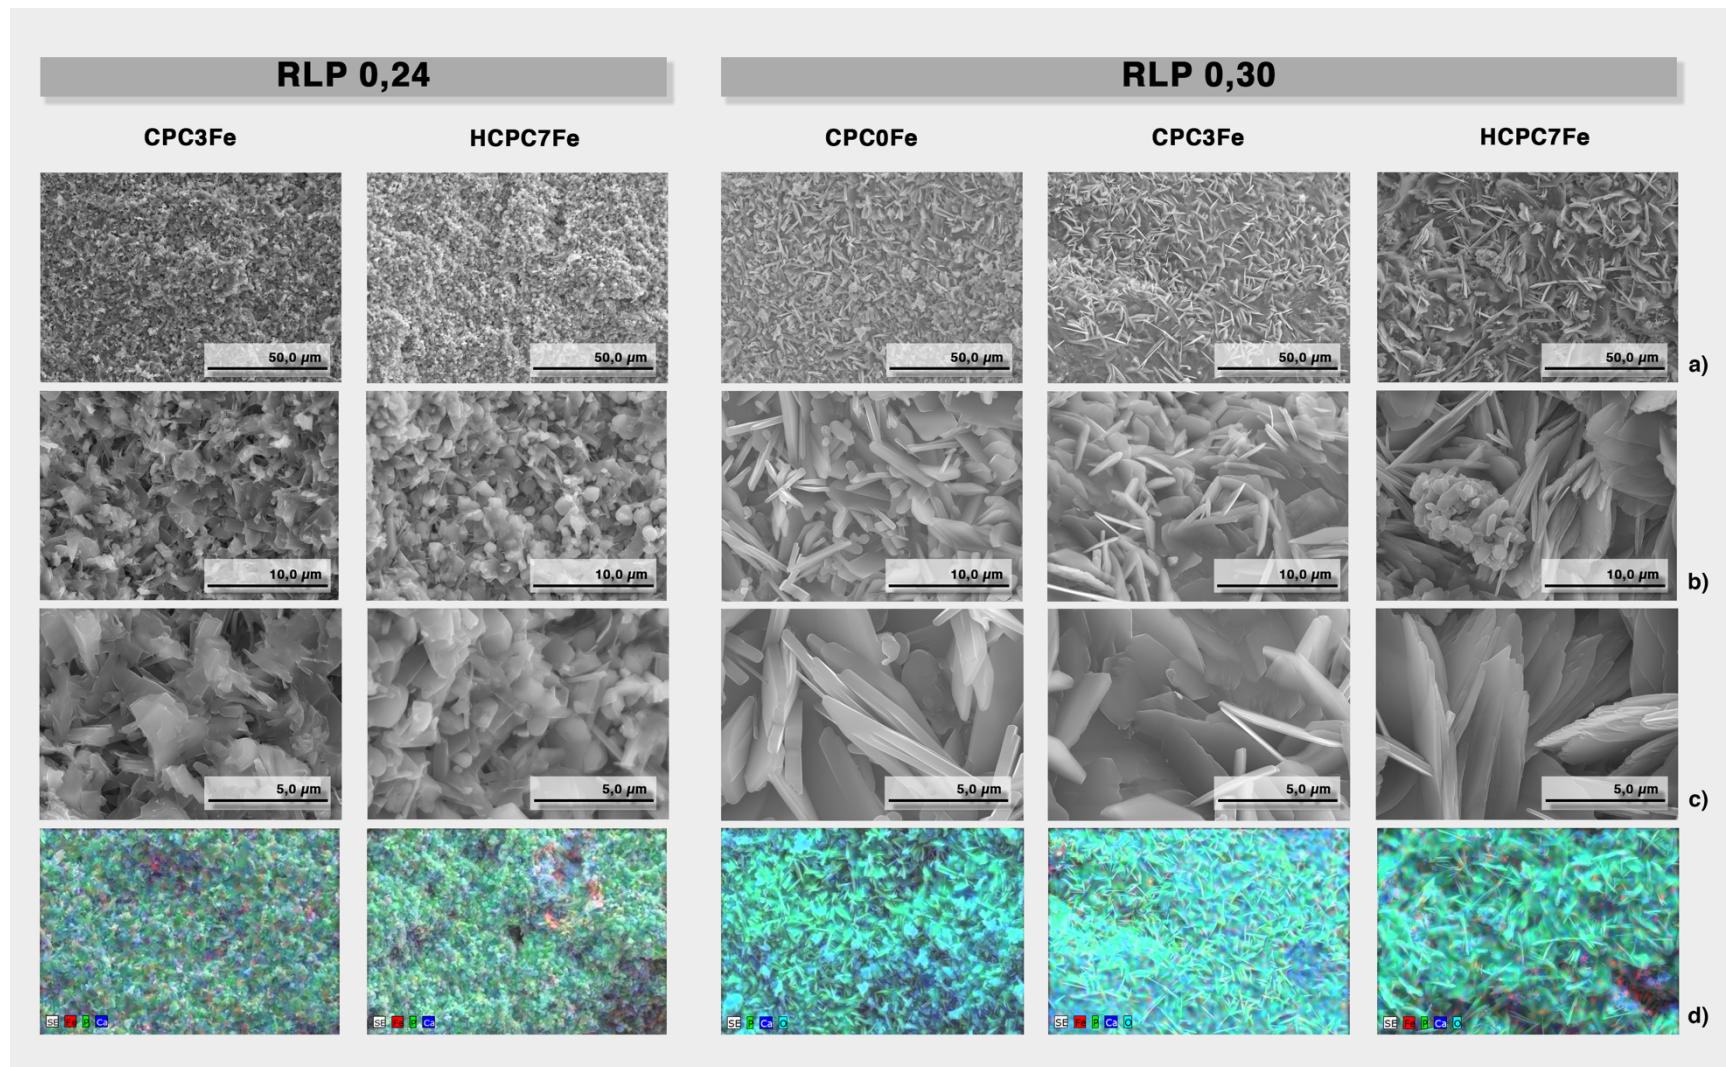 RLP 0,24 RLP 0,30
CPC3Fe HCPC7Fe CPC0Fe CPC3Fe HCPC7Fe
50,0 µm 50,0 µm 50,0 µm 50,0 µm 50,0 µm
a)
10,0 µm 10,0 µm 10,0 µm 10,0 µm 10,0 µm
b)
5,0 µm 5,0 µm 5,0 µm 5,0 µm 5,0 µm
c)
SE Fe P Ca SE Fe P Ca SE P Ca O SE Fe P Ca O SE Fe P Ca O
d)